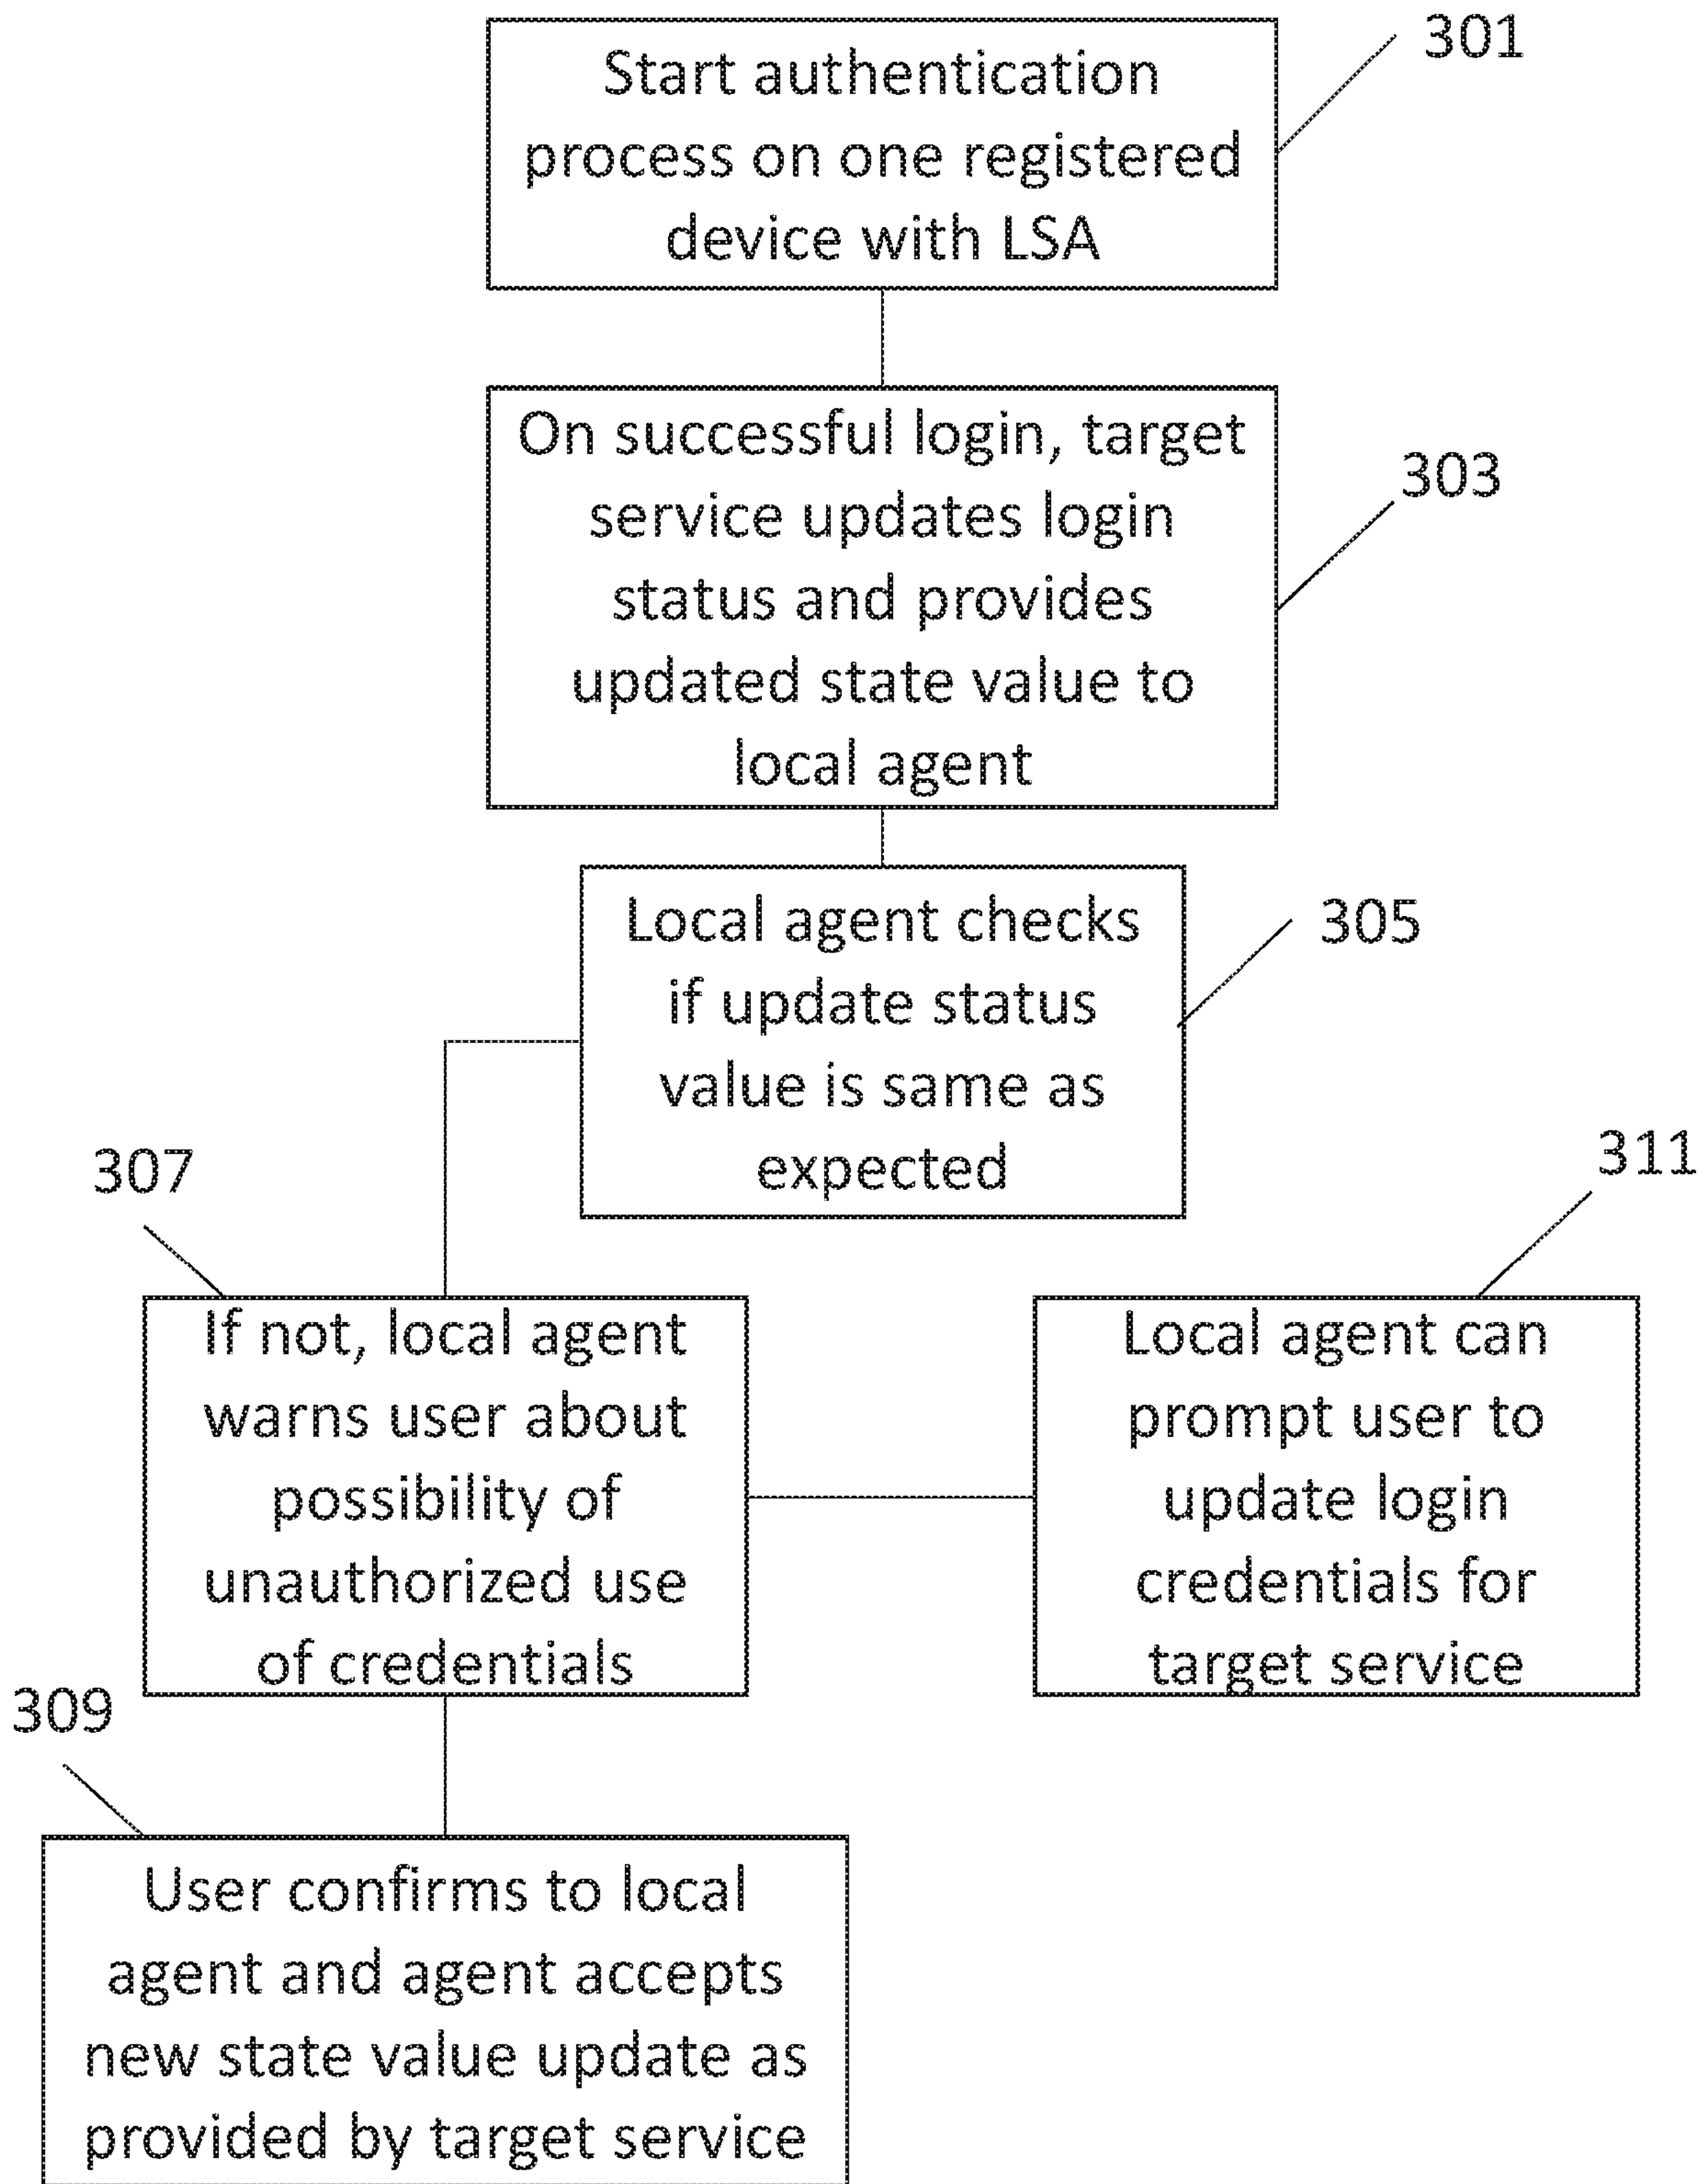 Start authentication
process on one registered
device with LSA
301
On successful login, target
service updates login
status and provides
updated state value to
local agent
303
Local agent checks
if update status
value is same as
expected
305
307
If not, local agent
warns user about
possibility of
unauthorized use
of credentials
311
Local agent can
prompt user to
update login
credentials for
target service
309
User confirms to local
agent and agent accepts
new state value update as
provided by target service